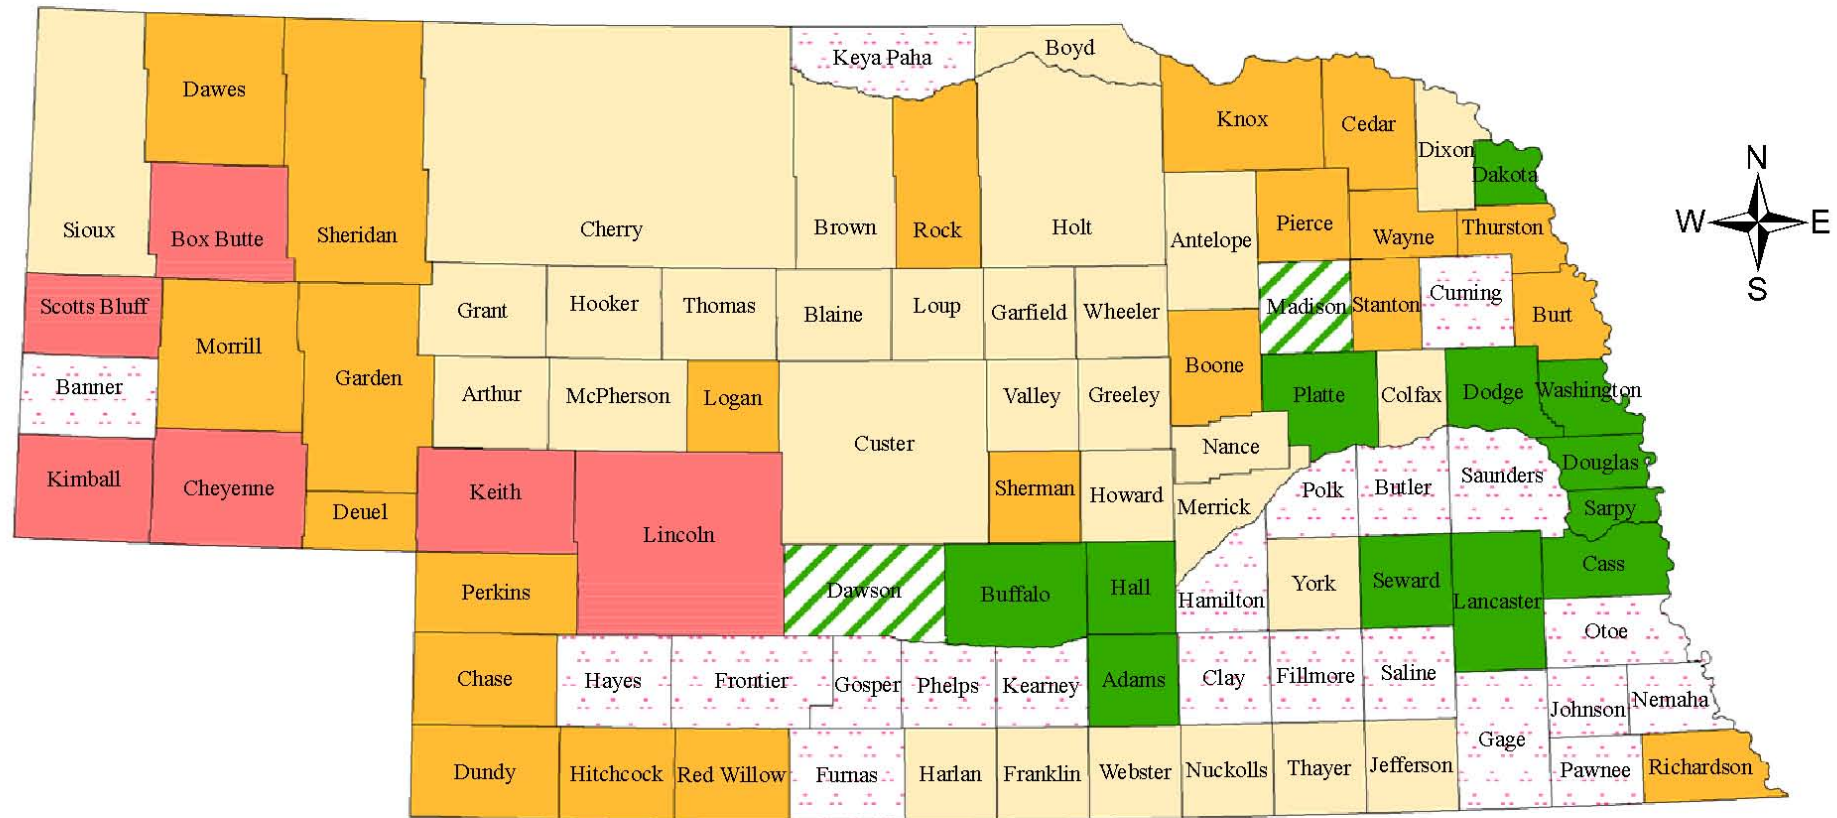 Keya Paha
Boyd
Dawes
Knox
Cedar
Dixon
Dakota
N
Sioux
Box Butte
Sheridan
Cherry
Brown
Rock
Holt
Antelope
Pierce
Wayne
Thurston
W
E
S
Scotts Bluff
Grant
Hooker
Thomas
Blaine
Loup
Garfield
Wheeler
Madison
Stanton
Cuming
Burt
Morrill
Banner
Garden
Arthur
McPherson
Logan
Custer
Valley
Greeley
Boone
Platte
Colfax
Dodge
Washington
Nance
Kimball
Cheyenne
Deuel
Keith
Lincoln
Sherman
Howard
Merrick
Polk
Butler
Saunders
Douglas
Sarpy
Perkins
Dawson
Buffalo
Hall
Hamilton
York
Seward
Lancaster
Cass
Otoe
Chase
Hayes
Frontier
Gosper
Phelps
Kearney
Adams
Clay
Fillmore
Saline
Gage
Johnson
Nemaha
Dundy
Hitchcock
Red Willow
Furnas
Harlan
Franklin
Webster
Nuckolls
Thayer
Jefferson
Pawnee
Richardson